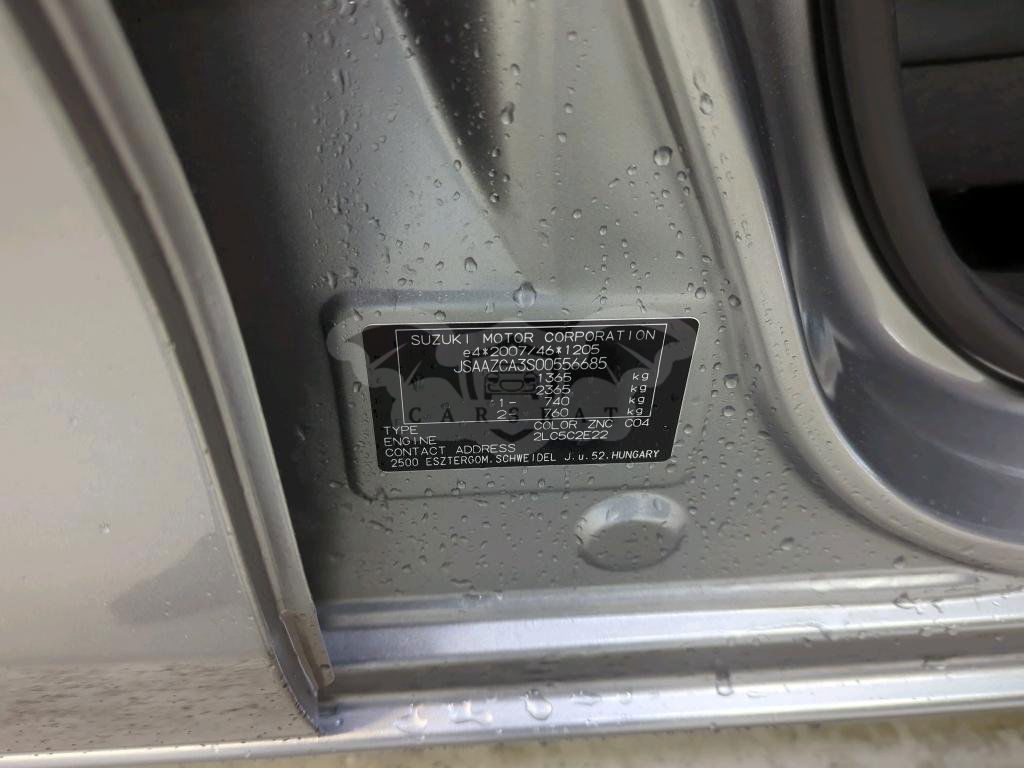 SUZUKI MOTOR CORPORATION
e4*2007/46*1205
JSAAZCA3S00556685
1365 kg
2365 kg
1- 740 kg
2- 760 kg
CARSBAT
TYPE COLOR ZNC C04
ENGINE 2LC5C2E22
CONTACT ADDRESS
2500 ESZTERGOM.SCHWEIDEL J.u.52.HUNGARY